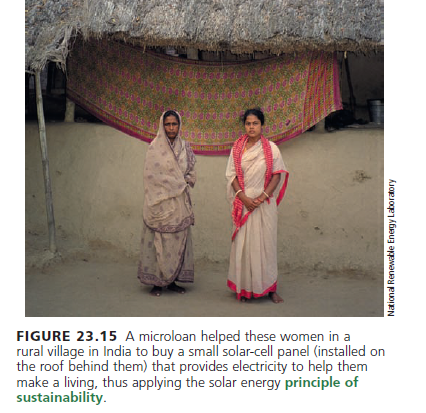 National Renewable Energy Laboratory
FIGURE 23.15 A microloan helped these women in a
rural village in India to buy a small solar-cell panel (installed on
the roof behind them) that provides electricity to help them
make a living, thus applying the solar energy principle of
sustainability.